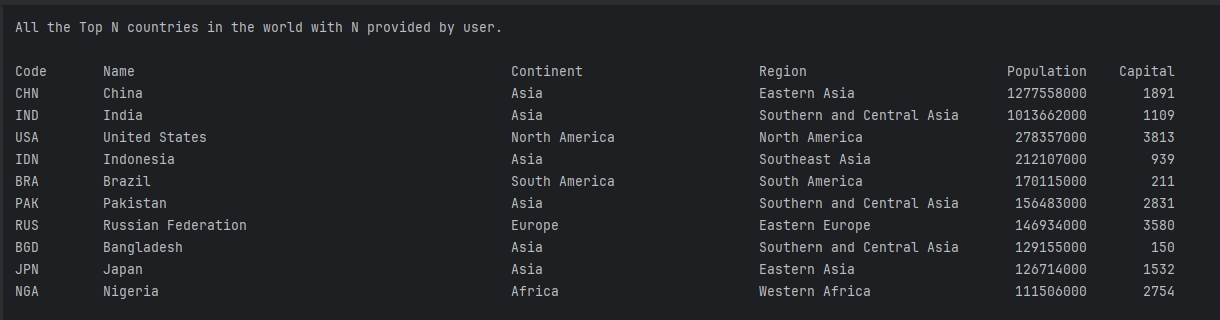 All the Top N countries in the world with N provided by user.
Code Name Continent Region Population Capital
CHN China Asia Eastern Asia 1277558000 1891
IND India Asia Southern and Central Asia 1013662000 1109
USA United States North America North America 278357000 3813
IDN Indonesia Asia Southeast Asia 212107000 939
BRA Brazil South America South America 170115000 211
PAK Pakistan Asia Southern and Central Asia 156483000 2831
RUS Russian Federation Europe Eastern Europe 146934000 3580
BGD Bangladesh Asia Southern and Central Asia 129155000 150
JPN Japan Asia Eastern Asia 126714000 1532
NGA Nigeria Africa Western Africa 111506000 2754